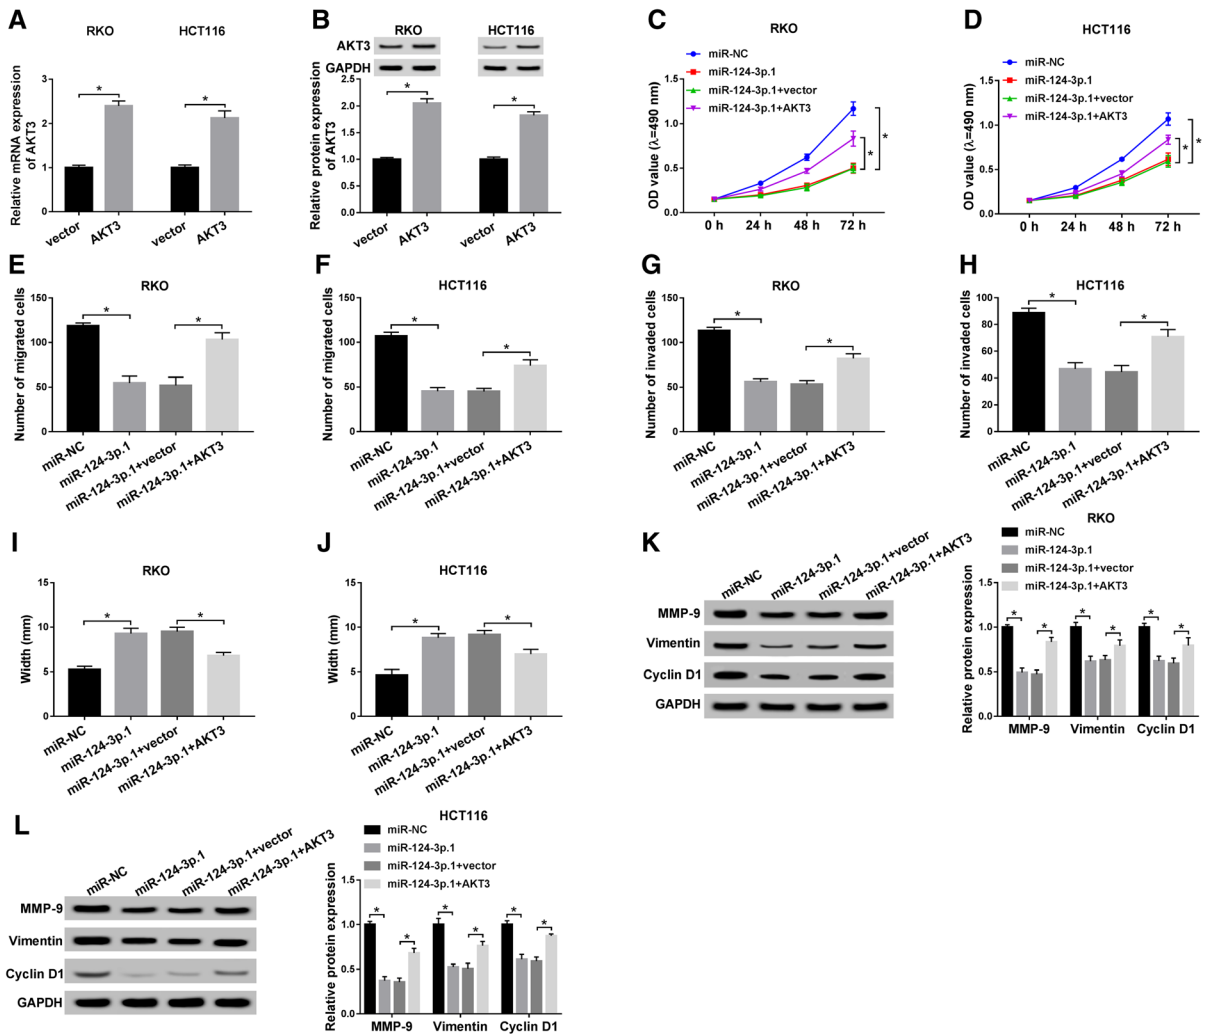 A
RKO
HCT116
Relative mRNA expression
of AKT3
3
2
1
0
vector
AKT3
vector
AKT3
*
*
B
RKO
HCT116
AKT3
GAPDH
Relative protein expression
of AKT3
2.5
2.0
1.5
1.0
0.5
0.0
vector
AKT3
vector
AKT3
*
*
C
RKO
miR-NC
miR-124-3p.1
miR-124-3p.1+vector
miR-124-3p.1+AKT3
OD value (λ=490 nm)
1.5
1.0
0.5
0.0
0 h
24 h
48 h
72 h
*
*
D
HCT116
miR-NC
miR-124-3p.1
miR-124-3p.1+vector
miR-124-3p.1+AKT3
OD value (λ=490 nm)
1.5
1.0
0.5
0.0
0 h
24 h
48 h
72 h
*
*
E
RKO
Number of migrated cells
150
100
50
0
miR-NC
miR-124-3p.1
miR-124-3p.1+vector
miR-124-3p.1+AKT3
*
*
F
HCT116
Number of migrated cells
150
100
50
0
miR-NC
miR-124-3p.1
miR-124-3p.1+vector
miR-124-3p.1+AKT3
*
*
G
RKO
Number of invaded cells
150
100
50
0
miR-NC
miR-124-3p.1
miR-124-3p.1+vector
miR-124-3p.1+AKT3
*
*
H
HCT116
Number of invaded cells
100
80
60
40
20
0
miR-NC
miR-124-3p.1
miR-124-3p.1+vector
miR-124-3p.1+AKT3
*
*
I
RKO
Width (mm)
15
10
5
0
miR-NC
miR-124-3p.1
miR-124-3p.1+vector
miR-124-3p.1+AKT3
*
*
J
HCT116
Width (mm)
15
10
5
0
miR-NC
miR-124-3p.1
miR-124-3p.1+vector
miR-124-3p.1+AKT3
*
*
K
miR-NC
miR-124-3p.1
miR-124-3p.1+vector
miR-124-3p.1+AKT3
MMP-9
Vimentin
Cyclin D1
GAPDH
RKO
miR-NC
miR-124-3p.1
miR-124-3p.1+vector
miR-124-3p.1+AKT3
Relative protein expression
1.5
1.0
0.5
0.0
* * * * * *
MMP-9
Vimentin
Cyclin D1
L
miR-NC
miR-124-3p.1
miR-124-3p.1+vector
miR-124-3p.1+AKT3
MMP-9
Vimentin
Cyclin D1
GAPDH
HCT116
miR-NC
miR-124-3p.1
miR-124-3p.1+vector
miR-124-3p.1+AKT3
Relative protein expression
1.5
1.0
0.5
0.0
* * * * * *
MMP-9
Vimentin
Cyclin D1